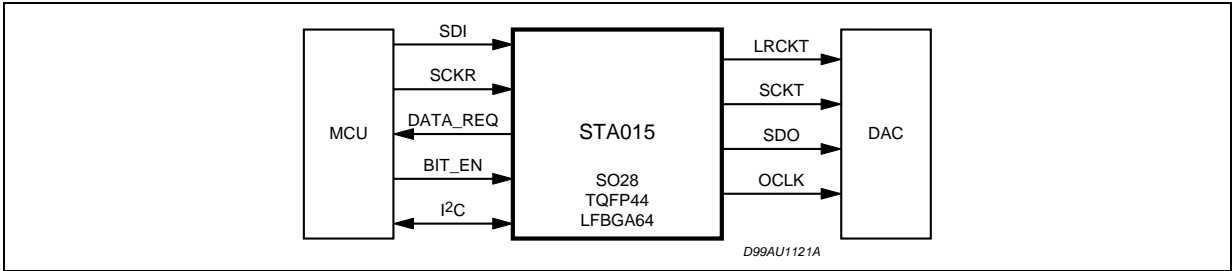 SDI
SCKR
DATA_REQ
BIT_EN
I²C
MCU
STA015
SO28
TQFP44
LFBGA64
LRCKT
SCKT
SDO
OCLK
DAC
D99AU1121A